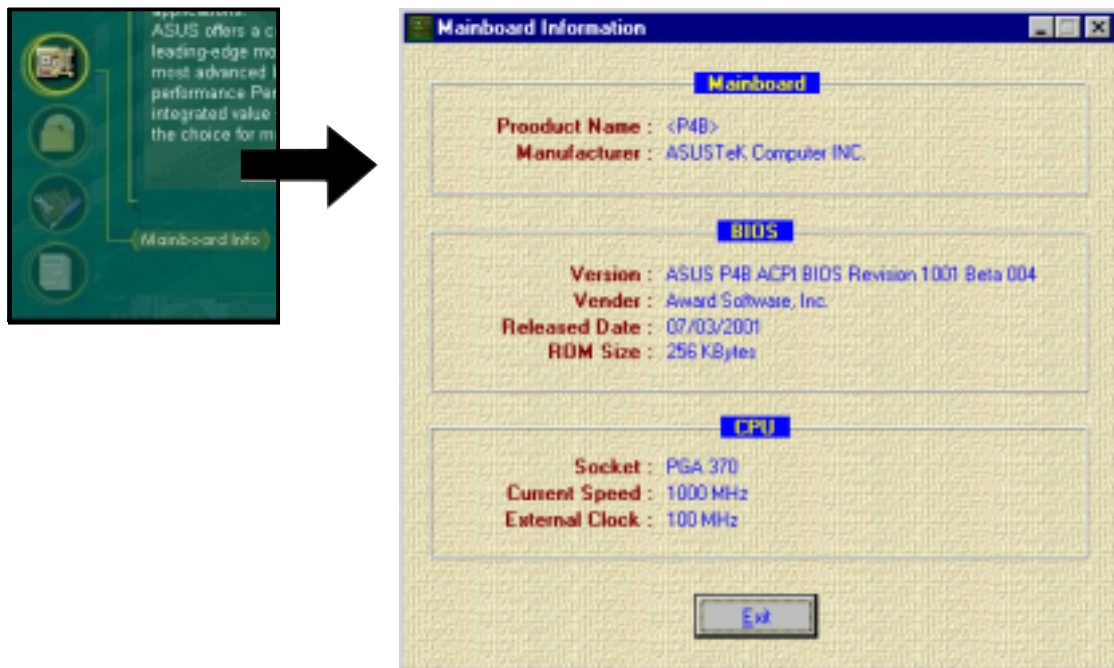 applications.
ASUS offers a c
leading-edge mo
most advanced I
performance Per
integrated value
the choice for m
Mainboard Info
Mainboard Information
Mainboard
Prooduct Name : <P4B>
Manufacturer : ASUSTeK Computer INC.
BIOS
Version : ASUS P4B ACPI BIOS Revision 1001 Beta 004
Vender : Award Software, Inc.
Released Date : 07/03/2001
ROM Size : 256 KBytes
CPU
Socket : PGA 370
Current Speed : 1000 MHz
External Clock : 100 MHz
Exit